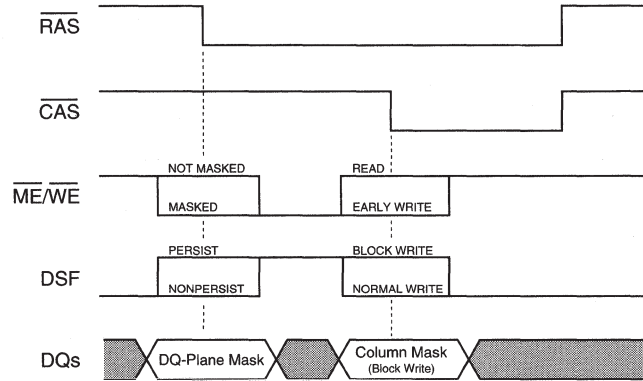 RAS
CAS
NOT MASKED READ
ME/WE
MASKED EARLY WRITE
PERSIST BLOCK WRITE
DSF
NONPERSIST NORMAL WRITE
DQs DQ-Plane Mask Column Mask
(Block Write)